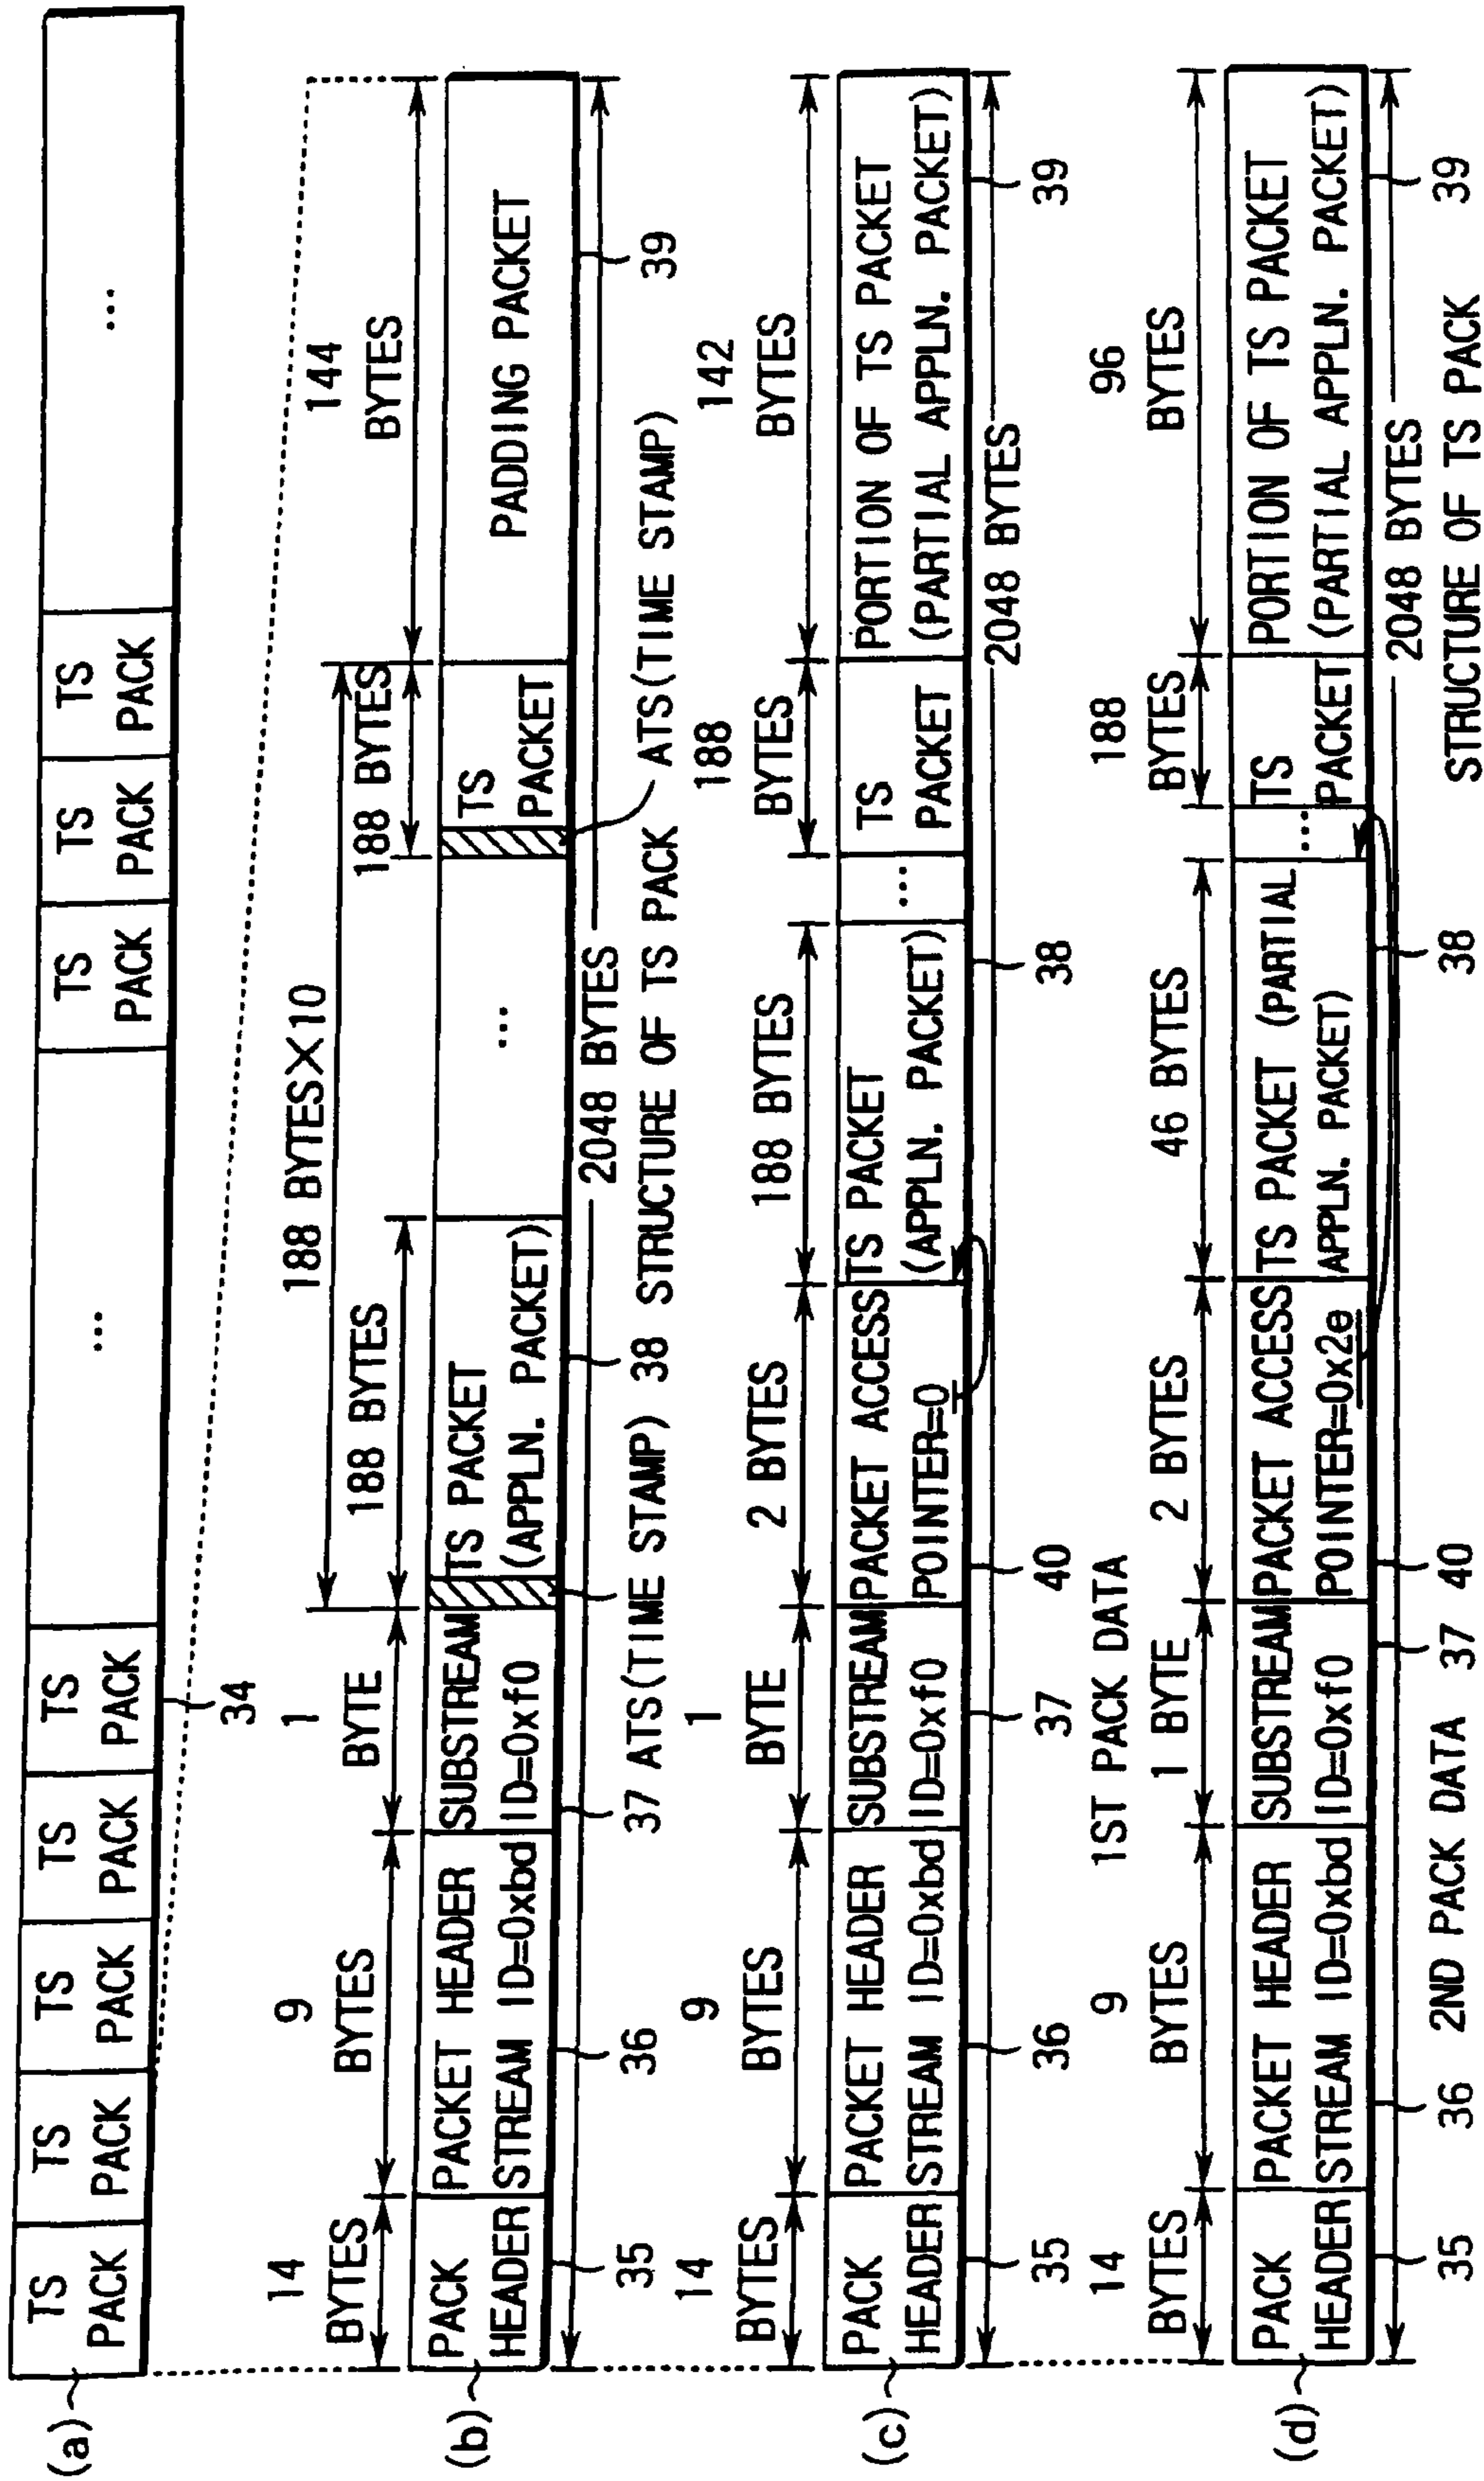 (a)
TS
PACK
TS
PACK
TS
PACK
TS
PACK
TS
PACK
34
...
TS
PACK
TS
PACK
TS
PACK
...
188 BYTES×10
14
BYTES
9
BYTES
1
BYTE
188 BYTES
188 BYTES
144
BYTES
(b)
PACK
HEADER
PACKET HEADER
STREAM ID=0xbd
SUBSTREAM
ID=0xf0
TS PACKET
(APPLN. PACKET)
...
TS
PACKET
PADDING PACKET
2048 BYTES
35
36
37
ATS(TIME STAMP)
38
STRUCTURE OF TS PACK
ATS(TIME STAMP)
39
14
BYTES
9
BYTES
1
BYTE
2 BYTES
188 BYTES
188
BYTES
142
BYTES
(c)
PACK
HEADER
PACKET HEADER
STREAM ID=0xbd
SUBSTREAM
ID=0xf0
PACKET ACCESS
POINTER=0
TS PACKET
(APPLN. PACKET)
...
TS
PACKET
PORTION OF TS PACKET
(PARTIAL APPLN. PACKET)
2048 BYTES
35
36
37
40
38
39
1ST PACK DATA
14
BYTES
9
BYTES
1 BYTE
2 BYTES
46 BYTES
188
BYTES
96
BYTES
(d)
PACK
HEADER
PACKET HEADER
STREAM ID=0xbd
SUBSTREAM
ID=0xf0
PACKET ACCESS
POINTER=0x2e
TS PACKET (PARTIAL
APPLN. PACKET)
...
TS
PACKET
PORTION OF TS PACKET
(PARTIAL APPLN. PACKET)
2048 BYTES
35
36
2ND PACK DATA
37
40
38
39
STRUCTURE OF TS PACK